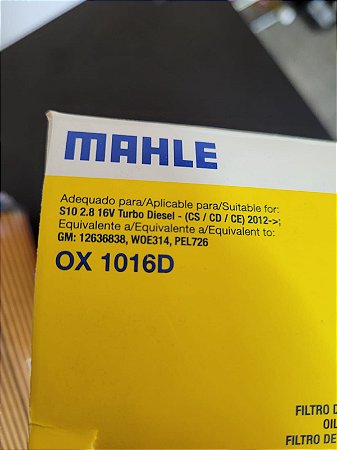 MAHLE
Adequado para/Aplicable para/Suitable for:
S10 2.8 16V Turbo Diesel - (CS / CD / CE) 2012->;
Equivalente a/Equivalente a/Equivalent to:
GM: 12636838, WOE314, PEL726
OX 1016D
FILTRO D
OIL
FILTRO DE